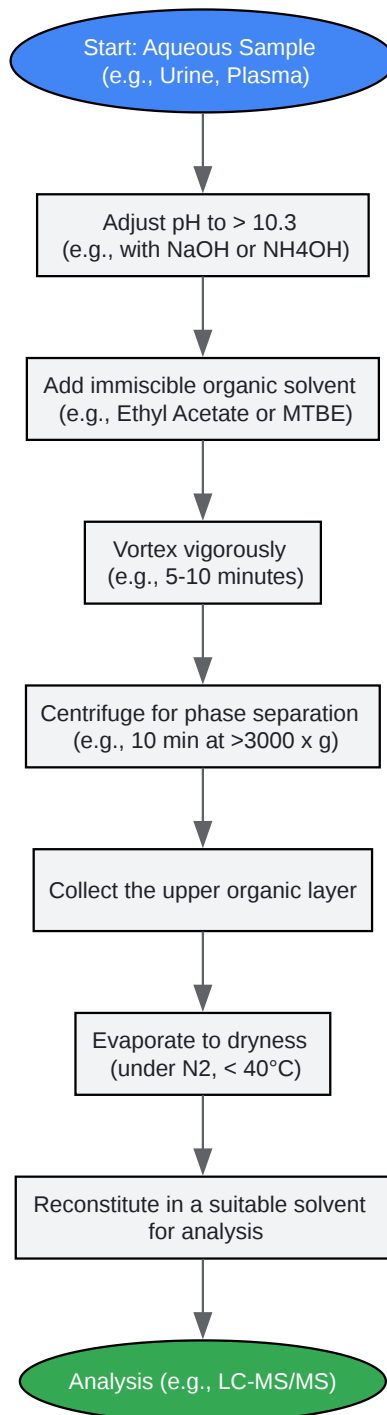 Start: Aqueous Sample
(e.g., Urine, Plasma)
Adjust pH to > 10.3
(e.g., with NaOH or NH4OH)
Add immiscible organic solvent
(e.g., Ethyl Acetate or MTBE)
Vortex vigorously
(e.g., 5-10 minutes)
Centrifuge for phase separation
(e.g., 10 min at >3000 x g)
Collect the upper organic layer
Evaporate to dryness
(under N2, < 40°C)
Reconstitute in a suitable solvent
for analysis
Analysis (e.g., LC-MS/MS)